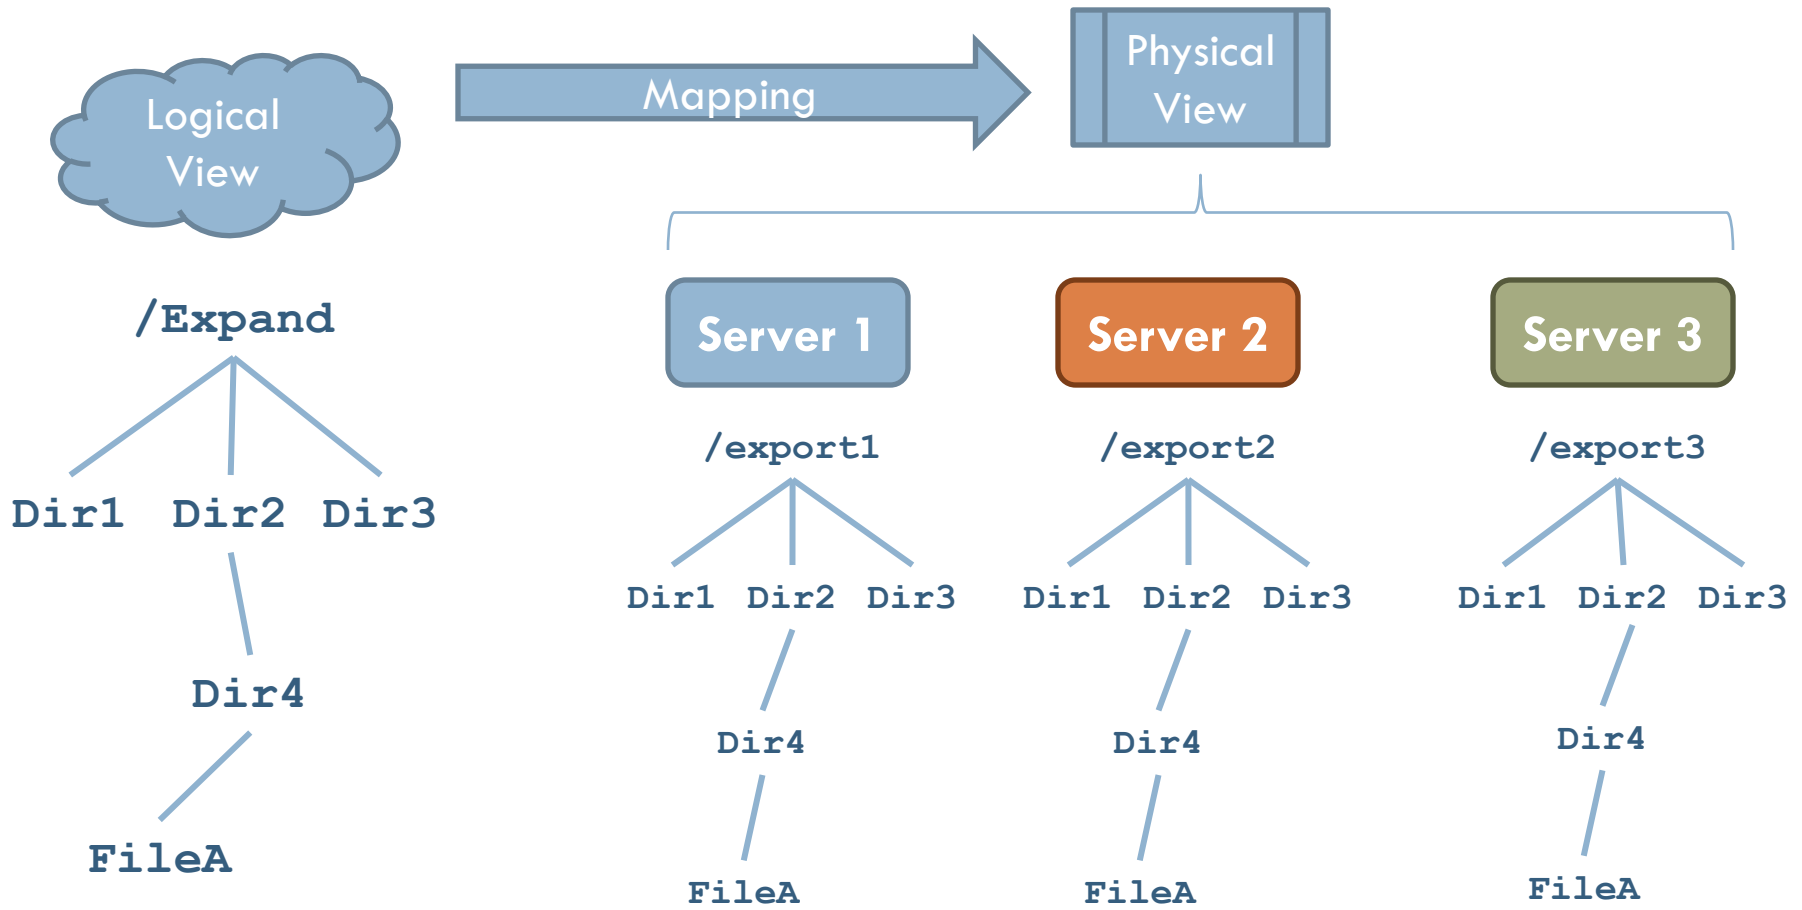 Logical
View
Mapping
Physical
View
/Expand
Dir1 Dir2 Dir3
Dir4
FileA
Server 1
/export1
Dir1 Dir2 Dir3
Dir4
FileA
Server 2
/export2
Dir1 Dir2 Dir3
Dir4
FileA
Server 3
/export3
Dir1 Dir2 Dir3
Dir4
FileA